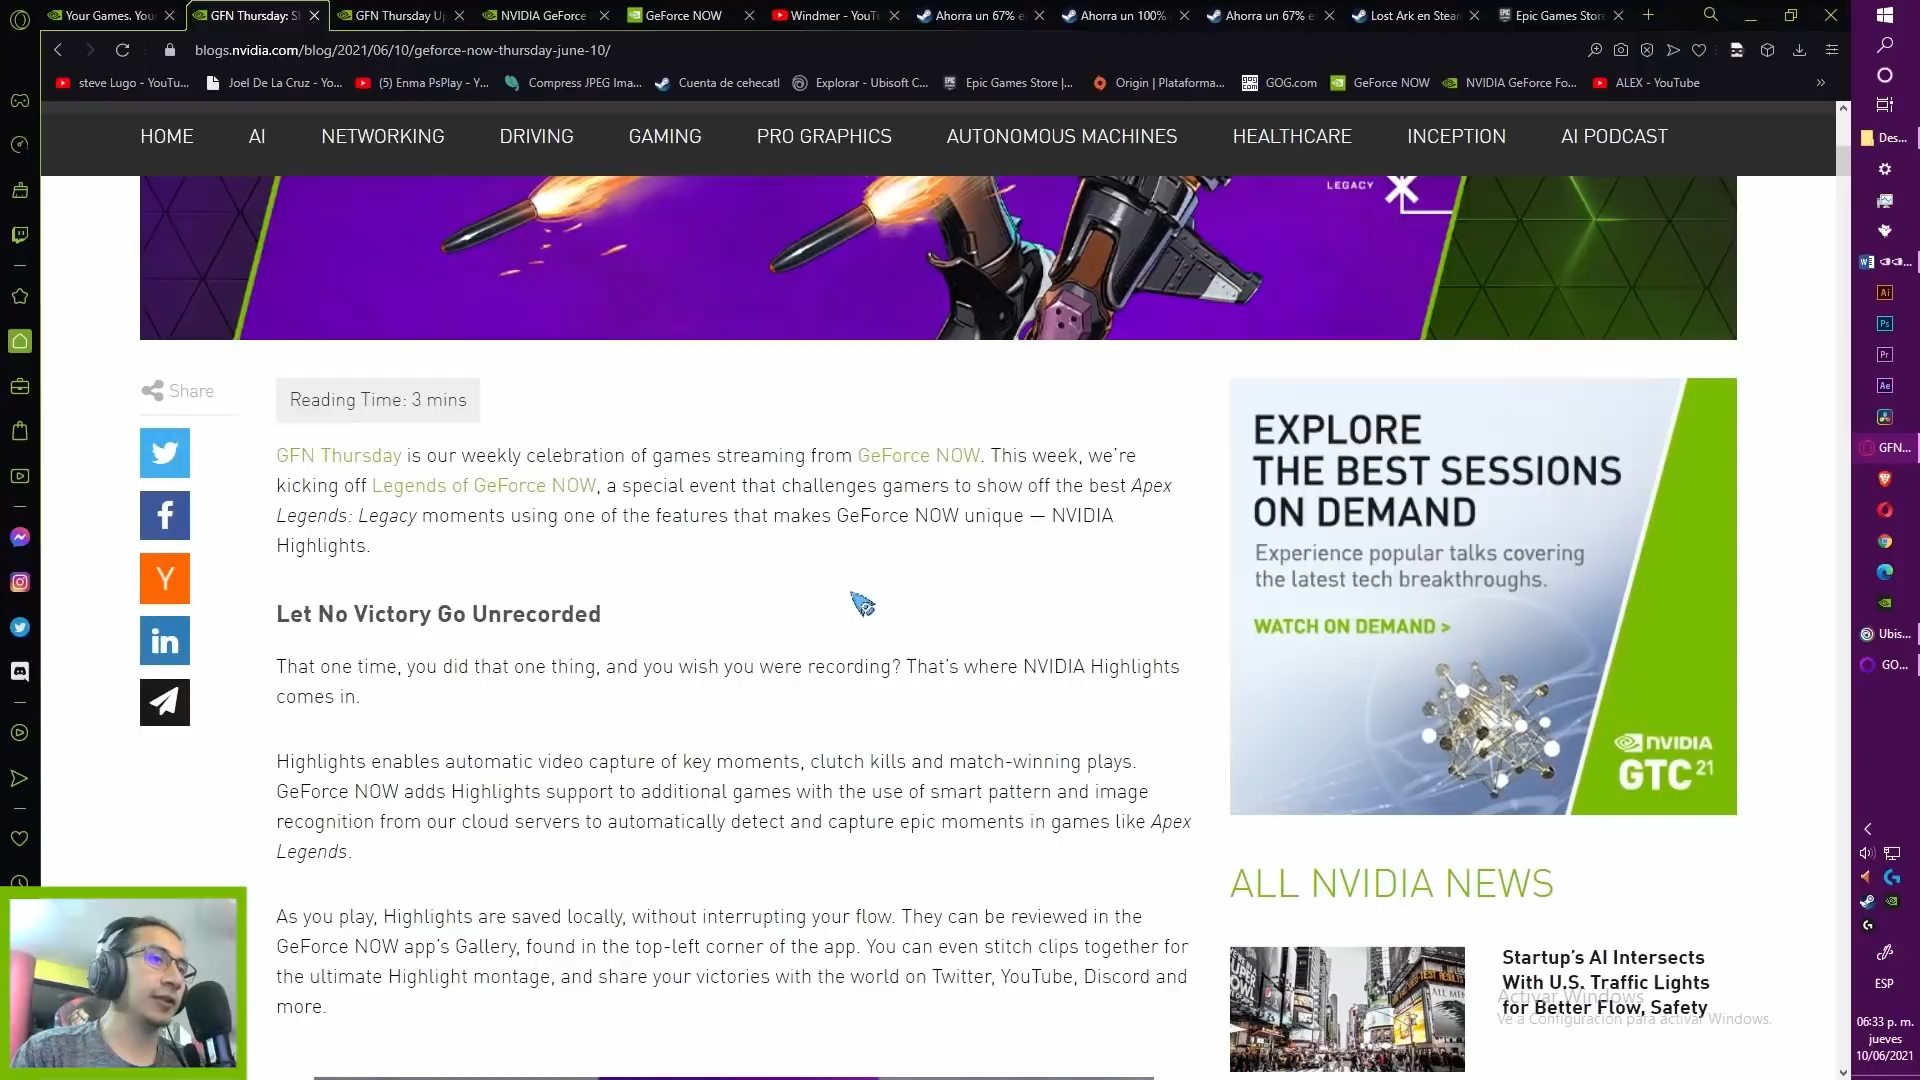 Your Games. Your
GFN Thursday: S
GFN Thursday U
NVIDIA GeForce
GeForce NOW
Windmer - YouT
Ahorra un 67% e
Ahorra un 100%
Ahorra un 67% e
Lost Ark en Stea
Epic Games Store
blogs.nvidia.com/blog/2021/06/10/geforce-now-thursday-june-10/
steve Lugo - YouTu...
Joel De La Cruz - Yo...
(5) Enma PsPlay - Y...
Compress JPEG Ima...
Cuenta de cehecatl
Explorar - Ubisoft C...
Epic Games Store |...
Origin | Plataforma...
GOG.com
GeForce NOW
NVIDIA GeForce Fo...
ALEX - YouTube
HOME
AI
NETWORKING
DRIVING
GAMING
PRO GRAPHICS
AUTONOMOUS MACHINES
HEALTHCARE
INCEPTION
AI PODCAST
LEGACY
Share
Reading Time: 3 mins
GFN Thursday is our weekly celebration of games streaming from GeForce NOW. This week, we’re
kicking off Legends of GeForce NOW, a special event that challenges gamers to show off the best Apex
Legends: Legacy moments using one of the features that makes GeForce NOW unique — NVIDIA
Highlights.
Let No Victory Go Unrecorded
That one time, you did that one thing, and you wish you were recording? That’s where NVIDIA Highlights
comes in.
Highlights enables automatic video capture of key moments, clutch kills and match-winning plays.
GeForce NOW adds Highlights support to additional games with the use of smart pattern and image
recognition from our cloud servers to automatically detect and capture epic moments in games like Apex
Legends.
As you play, Highlights are saved locally, without interrupting your flow. They can be reviewed in the
GeForce NOW app’s Gallery, found in the top-left corner of the app. You can even stitch clips together for
the ultimate Highlight montage, and share your victories with the world on Twitter, YouTube, Discord and
more.
EXPLORE
THE BEST SESSIONS
ON DEMAND
Experience popular talks covering
the latest tech breakthroughs.
WATCH ON DEMAND >
NVIDIA
GTC 21
ALL NVIDIA NEWS
Startup’s AI Intersects
With U.S. Traffic Lights
for Better Flow, Safety
Activar Windows
Ve a Configuración para activar Windows.
Des...
Ai
Ps
Pr
Ae
GFN...
Ubis...
GO...
ESP
06:33 p. m.
jueves
10/06/2021